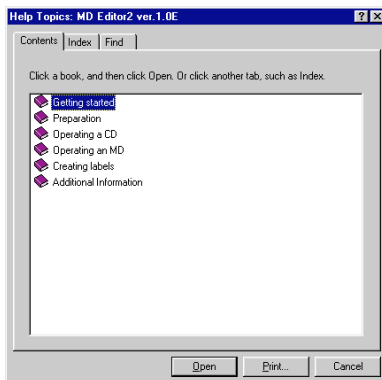 Help Topics: MD Editor2 ver.1.0E
Contents Index Find
Click a book, and then click Open. Or click another tab, such as Index.
Getting started
Preparation
Operating a CD
Operating an MD
Creating labels
Additional Information
Open Print... Cancel